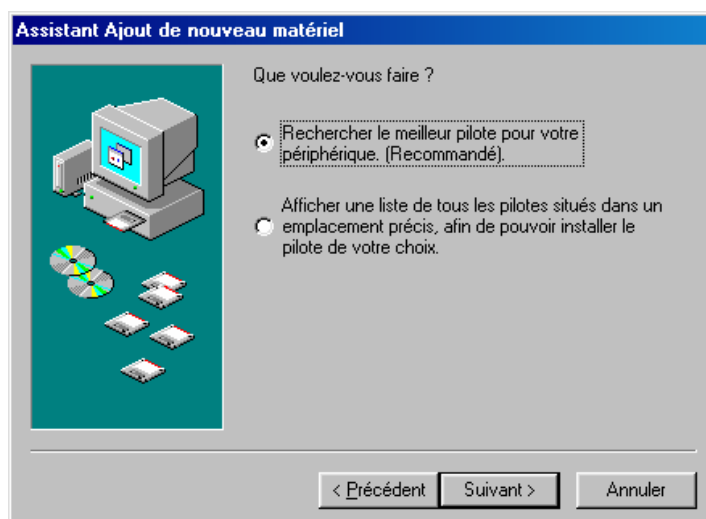 Assistant Ajout de nouveau matériel
Que voulez-vous faire ?
Rechercher le meilleur pilote pour votre
périphérique. (Recommandé).
Afficher une liste de tous les pilotes situés dans un
emplacement précis, afin de pouvoir installer le
pilote de votre choix.
< Précédent Suivant > Annuler